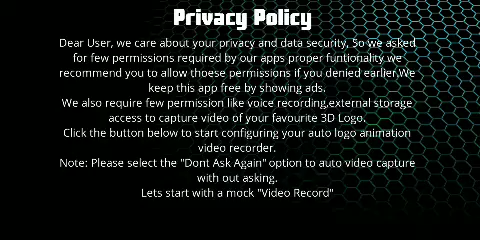 Privacy Policy
Dear User, we care about your privacy and data security, So we asked
for few permissions required by our apps proper funtionality we
recommend you to allow thoese permissions if you denied earlier,We
keep this app free by showing ads.
We also require few permission like voice recording,external storage
access to capture video of your favourite 3D Logo.
Click the button below to start configuring your auto logo animation
video recorder.
Note: Please select the "Dont Ask Again" option to auto video capture
with out asking.
Lets start with a mock "Video Record"